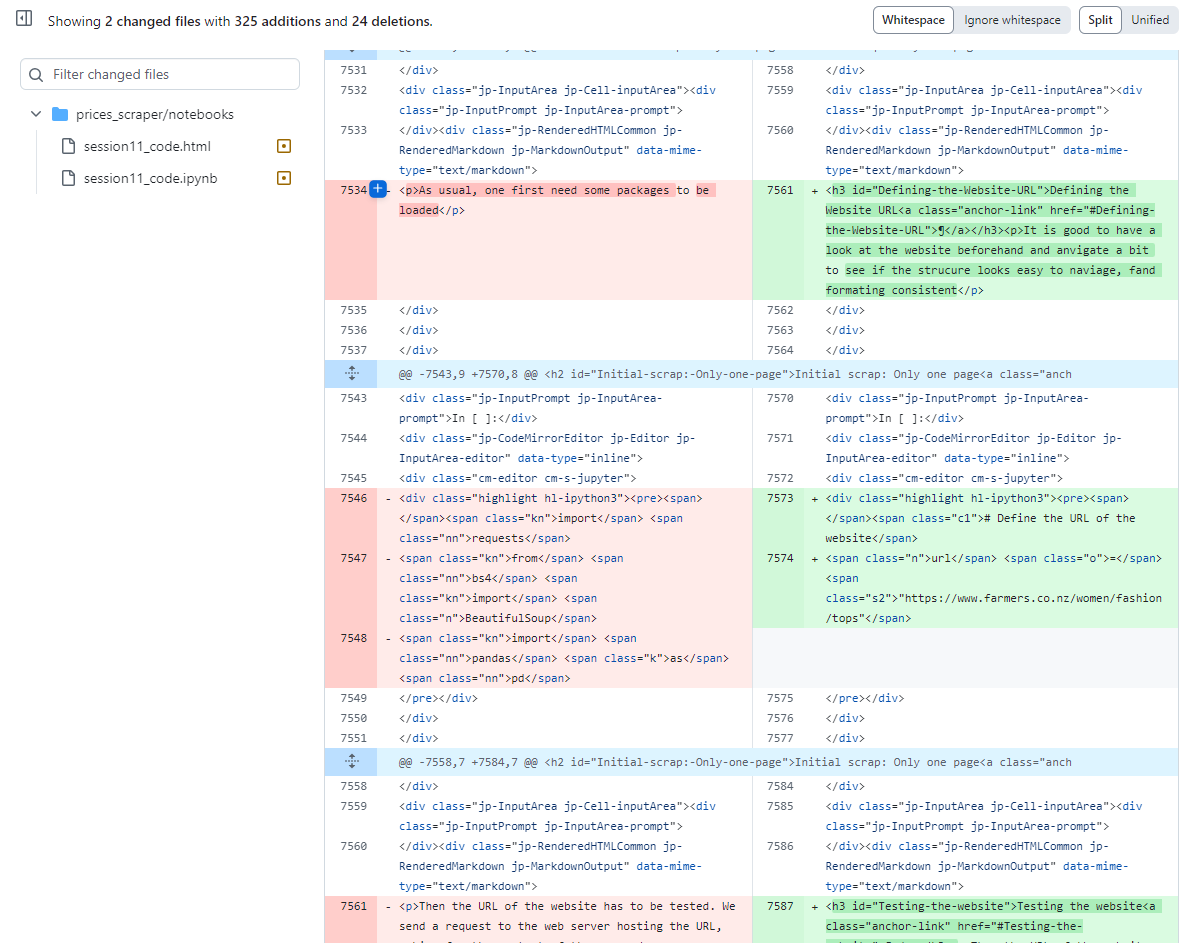 Showing 2 changed files with 325 additions and 24 deletions.
Whitespace Ignore whitespace Split Unified
Filter changed files
prices_scraper/notebooks
session11_code.html
session11_code.ipynb
7531 </div> 7558 </div>
7532 <div class="jp-InputArea jp-Cell-inputArea"><div 7559 <div class="jp-InputArea jp-Cell-inputArea"><div
class="jp-InputPrompt jp-InputArea-prompt"> class="jp-InputPrompt jp-InputArea-prompt">
7533 </div><div class="jp-RenderedHTMLCommon jp- 7560 </div><div class="jp-RenderedHTMLCommon jp-
RenderedMarkdown jp-MarkdownOutput" data-mime- RenderedMarkdown jp-MarkdownOutput" data-mime-
type="text/markdown"> type="text/markdown">
7534 + - <p>As usual, one first need some packages to be 7561 + <h3 id="Defining-the-Website-URL">Defining the
loaded</p> Website URL<a class="anchor-link" href="#Defining-
the-Website-URL">¶</a></h3><p>It is good to have a
look at the website beforehand and anvigate a bit
to see if the strucure looks easy to naviage, fand
formating consistent</p>
7535 </div> 7562 </div>
7536 </div> 7563 </div>
7537 </div> 7564 </div>
@@ -7543,9 +7570,8 @@ <h2 id="Initial-scrap:-Only-one-page">Initial scrap: Only one page<a class="anch
7543 <div class="jp-InputPrompt jp-InputArea- 7570 <div class="jp-InputPrompt jp-InputArea-
prompt">In [ ]:</div> prompt">In [ ]:</div>
7544 <div class="jp-CodeMirrorEditor jp-Editor jp- 7571 <div class="jp-CodeMirrorEditor jp-Editor jp-
InputArea-editor" data-type="inline"> InputArea-editor" data-type="inline">
7545 <div class="cm-editor cm-s-jupyter"> 7572 <div class="cm-editor cm-s-jupyter">
7546 - <div class="highlight hl-ipython3"><pre><span> 7573 + <div class="highlight hl-ipython3"><pre><span>
</span><span class="kn">import</span> <span </span><span class="c1"># Define the URL of the
class="nn">requests</span> website</span>
7547 - <span class="kn">from</span> <span 7574 + <span class="n">url</span> <span class="o">=</span>
class="nn">bs4</span> <span <span
class="kn">import</span> <span class="s2">"https://www.farmers.co.nz/women/fashion
class="n">BeautifulSoup</span> /tops"</span>
7548 - <span class="kn">import</span> <span
class="nn">pandas</span> <span class="k">as</span>
<span class="nn">pd</span>
7549 </pre></div> 7575 </pre></div>
7550 </div> 7576 </div>
7551 </div> 7577 </div>
@@ -7558,7 +7584,7 @@ <h2 id="Initial-scrap:-Only-one-page">Initial scrap: Only one page<a class="anch
7558 </div> 7584 </div>
7559 <div class="jp-InputArea jp-Cell-inputArea"><div 7585 <div class="jp-InputArea jp-Cell-inputArea"><div
class="jp-InputPrompt jp-InputArea-prompt"> class="jp-InputPrompt jp-InputArea-prompt">
7560 </div><div class="jp-RenderedHTMLCommon jp- 7586 </div><div class="jp-RenderedHTMLCommon jp-
RenderedMarkdown jp-MarkdownOutput" data-mime- RenderedMarkdown jp-MarkdownOutput" data-mime-
type="text/markdown"> type="text/markdown">
7561 - <p>Then the URL of the website has to be tested. We 7587 + <h3 id="Testing-the-website">Testing the website<a
send a request to the web server hosting the URL, class="anchor-link" href="#Testing-the-